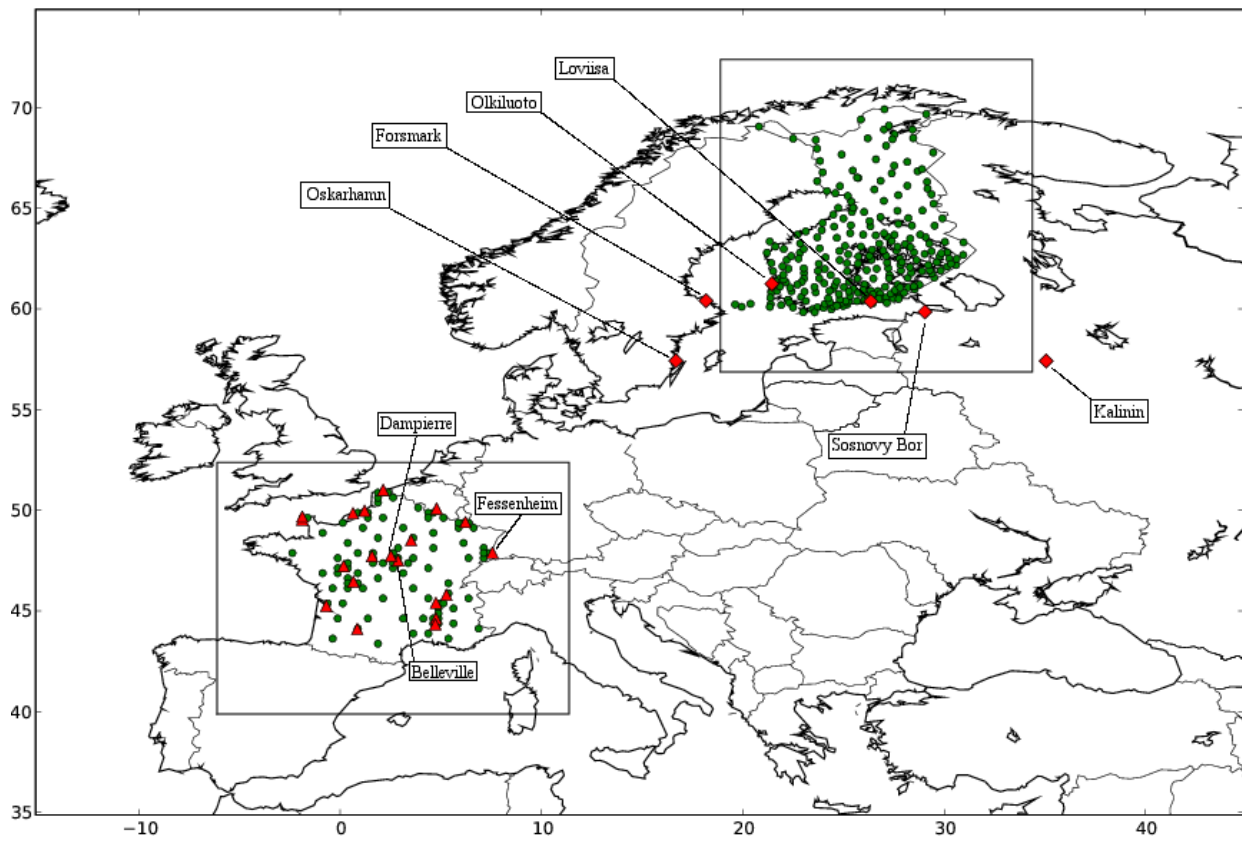 Loviisa
Olkiluoto
Forsmark
Oskarhamn
Kalinin
Sosnovy Bor
Dampierre
Fessenheim
Belleville
70
65
60
55
50
45
40
35
−10
0
10
20
30
40